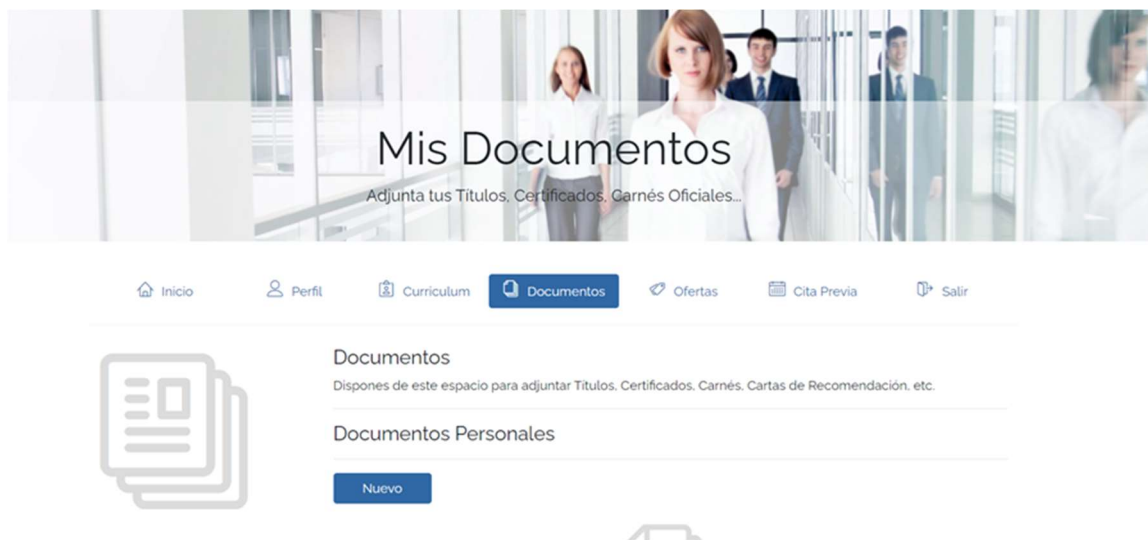 Mis Documentos
Adjunta tus Títulos, Certificados, Carnés Oficiales...
Inicio
Perfil
Curriculum
Documentos
Ofertas
Cita Previa
Salir
Documentos
Dispones de este espacio para adjuntar Títulos, Certificados, Carnés, Cartas de Recomendación, etc.
Documentos Personales
Nuevo